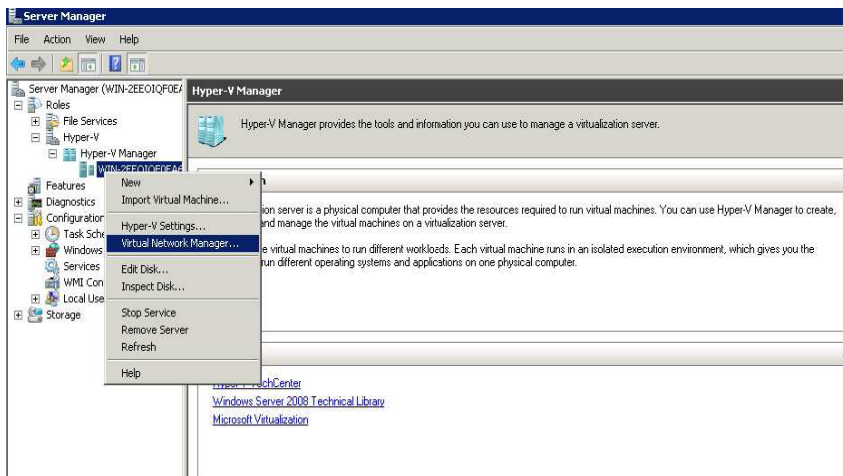 Server Manager
File Action View Help
Server Manager (WIN-2EEOIQF0E
Roles
File Services
Hyper-V
Hyper-V Manager
WIN-2EEOIQF0EA6
Features
Diagnostics
Configuration
Task Sche
Windows
Services
WMI Con
Local Use
Storage
New
Import Virtual Machine...
Hyper-V Settings...
Virtual Network Manager...
Edit Disk...
Inspect Disk...
Stop Service
Remove Server
Refresh
Help
Hyper-V Manager
Hyper-V Manager provides the tools and information you can use to manage a virtualization server.
ion server is a physical computer that provides the resources required to run virtual machines. You can use Hyper-V Manager to create,
and manage the virtual machines on a virtualization server.
e virtual machines to run different workloads. Each virtual machine runs in an isolated execution environment, which gives you the
run different operating systems and applications on one physical computer.
Hyper-V TechCenter
Windows Server 2008 Technical Library
Microsoft Virtualization